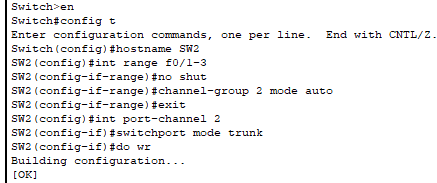 Switch>en
Switch#config t
Enter configuration commands, one per line.  End with CNTL/Z.
Switch(config)#hostname SW2
SW2(config)#int range f0/1-3
SW2(config-if-range)#no shut
SW2(config-if-range)#channel-group 2 mode auto
SW2(config-if-range)#exit
SW2(config)#int port-channel 2
SW2(config-if)#switchport mode trunk
SW2(config-if)#do wr
Building configuration...
[OK]